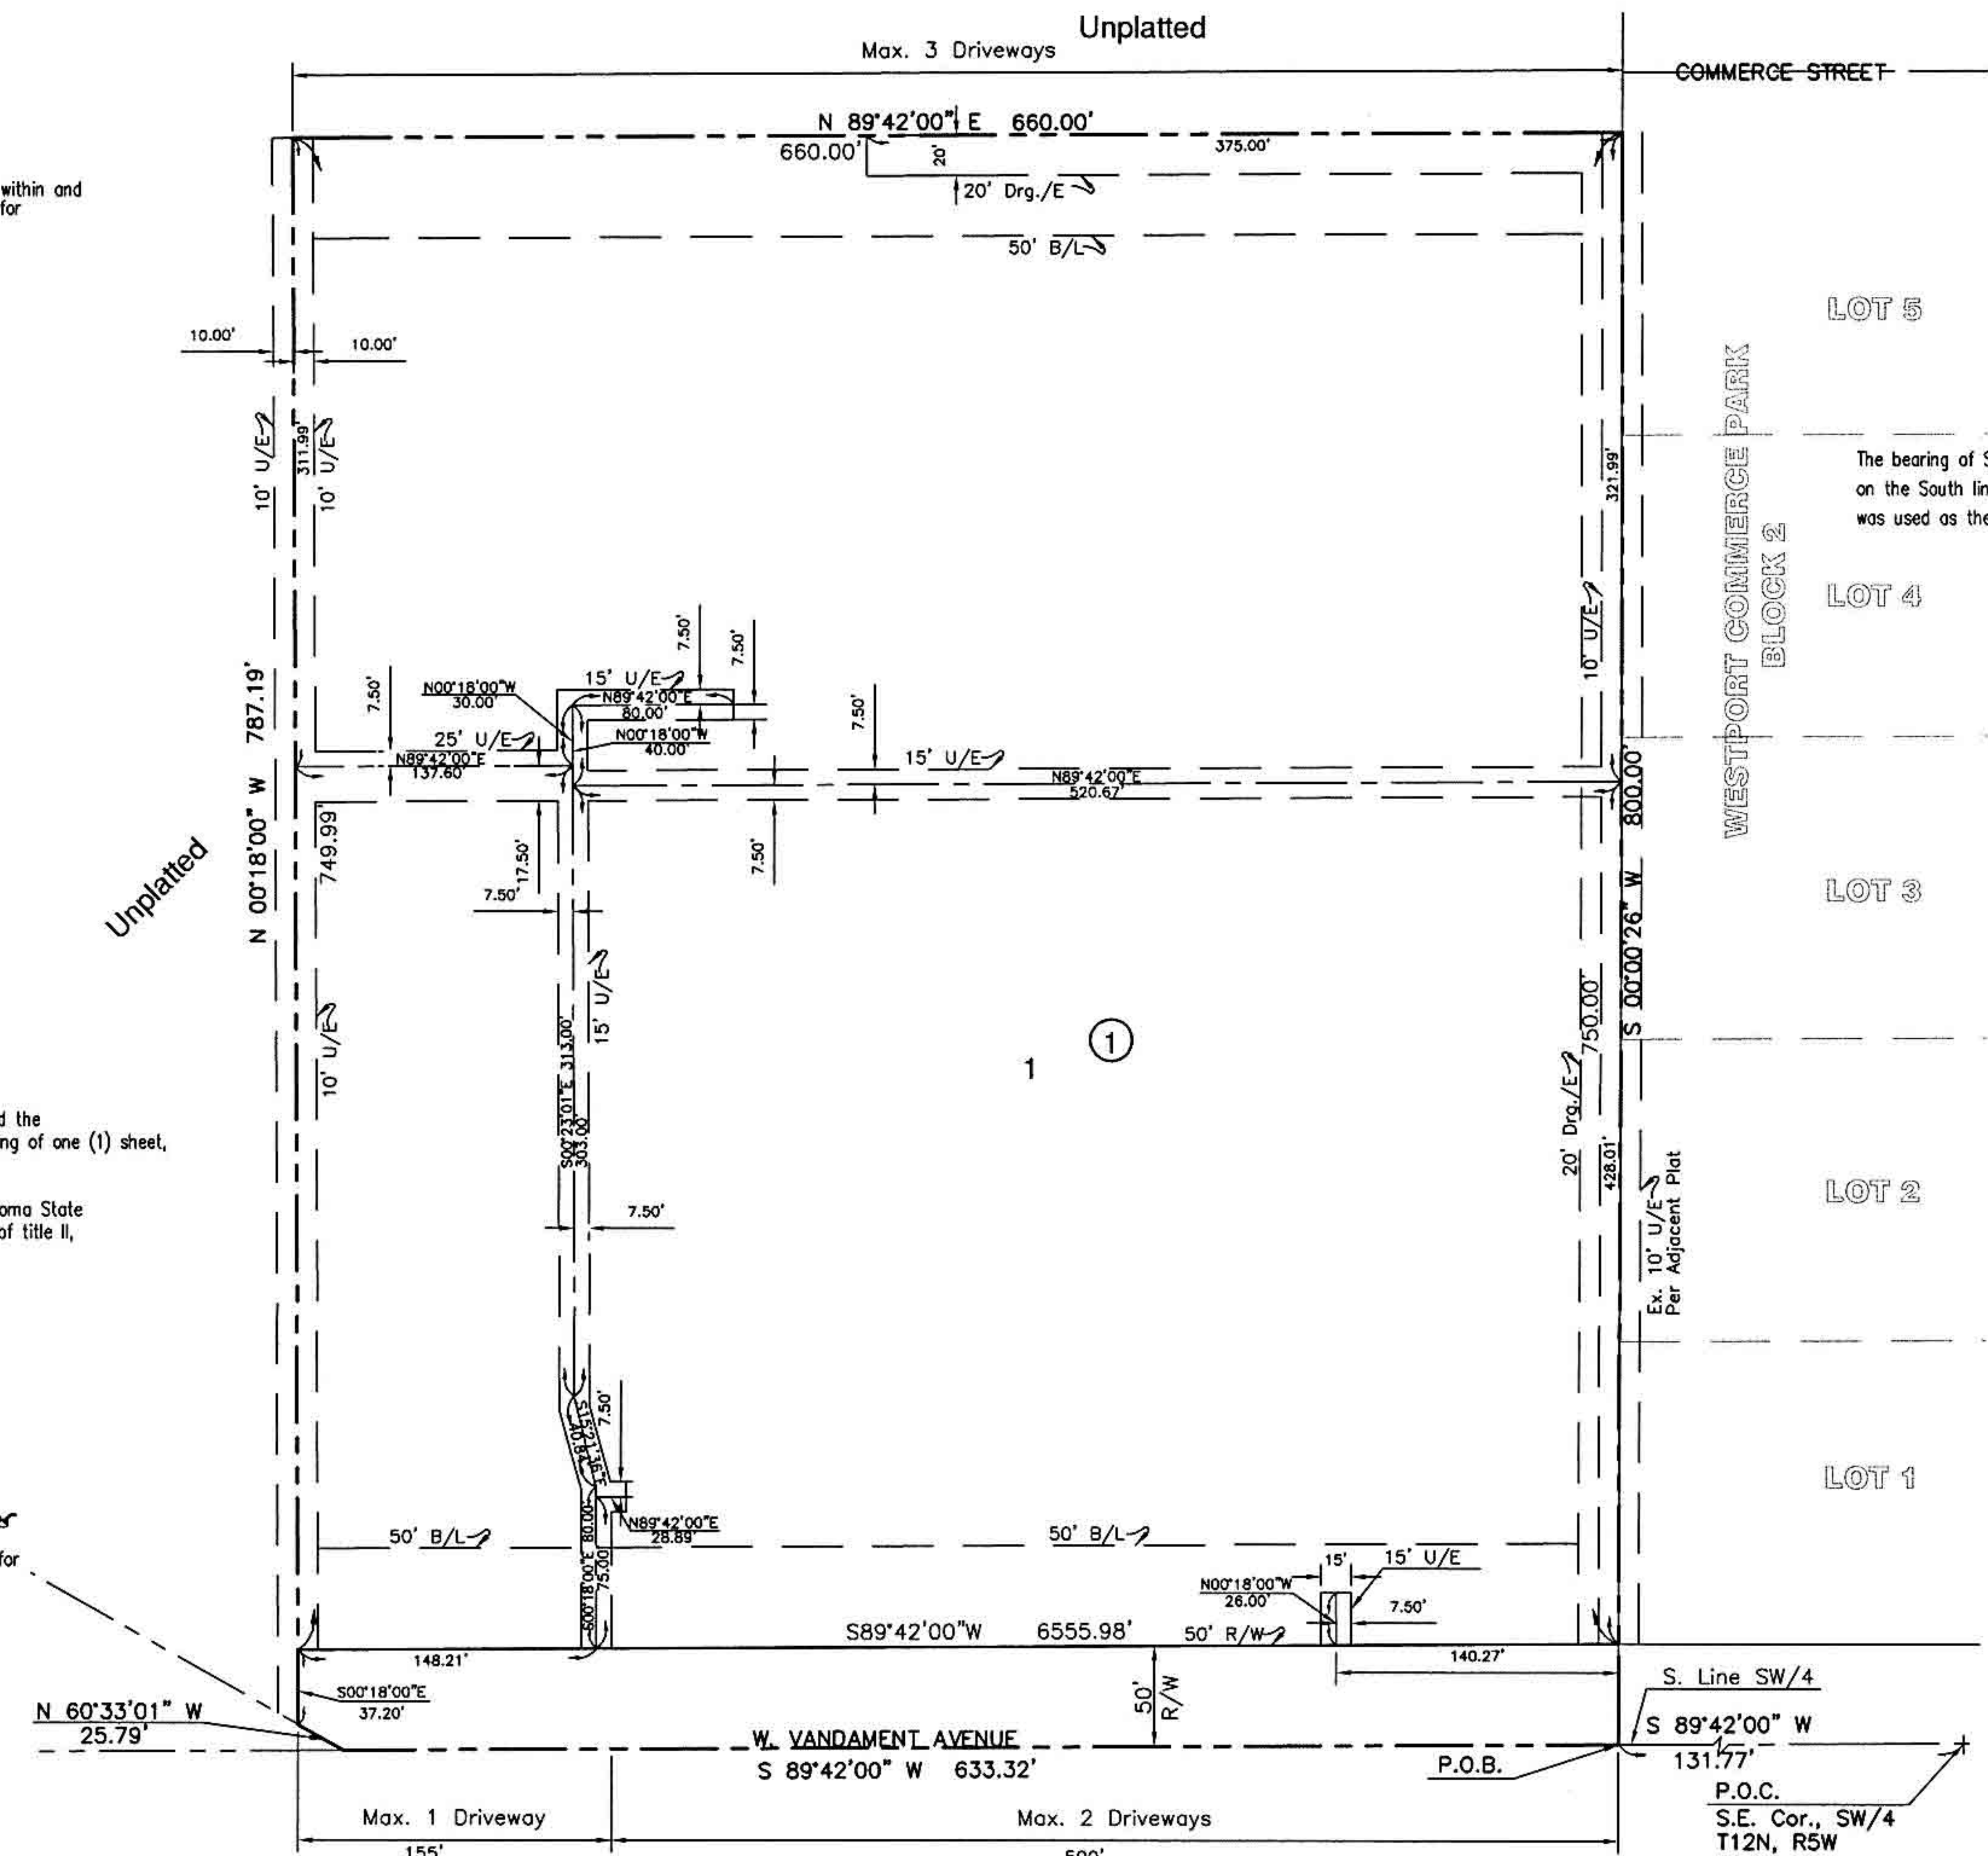 Unplatted
Max. 3 Driveways
COMMERCE STREET
N 89°42'00" E 660.00'
660.00'
20'
375.00'
20' Drg./E
50' B/L
within and
for
10.00'
10.00'
10' U/E
311.99'
10' U/E
LOT 5
WESTPORT COMMERCE PARK
BLOCK 2
321.99'
The bearing of S
on the South lin
was used as the
LOT 4
10' U/E
N 00°18'00" W 787.19'
7.50'
N00°18'00"W
30.00'
15' U/E
7.50'
7.50'
N89°42'00"E
80.00'
N00°18'00"W
40.00'
25' U/E
N89°42'00"E
137.60'
7.50'
15' U/E
N89°42'00"E
520.67'
7.50'
17.50'
7.50'
749.99'
Unplatted
S 00°00'26" W 800.00'
LOT 3
750.00'
15' U/E
S00°23'01"E 313.00'
303.00'
1
1
10' U/E
20' Drg./E
428.01'
Ex. 10' U/E
Per Adjacent Plat
LOT 2
d the
ng of one (1) sheet,
oma State
of title II,
7.50'
7.50'
S15°21'36"E
40.84'
LOT 1
N89°42'00"E
28.89'
S00°18'00"E 80.00'
75.00'
50' B/L
50' B/L
for
15'
15' U/E
N00°18'00"W
26.00'
7.50'
S89°42'00"W 6555.98'
50' R/W
148.21'
140.27'
S00°18'00"E
37.20'
50'
R/W
S. Line SW/4
N 60°33'01" W
25.79'
W. VANDAMENT AVENUE
S 89°42'00" W 633.32'
S 89°42'00" W
131.77'
P.O.B.
P.O.C.
S.E. Cor., SW/4
T12N, R5W
Max. 1 Driveway
Max. 2 Driveways
155'